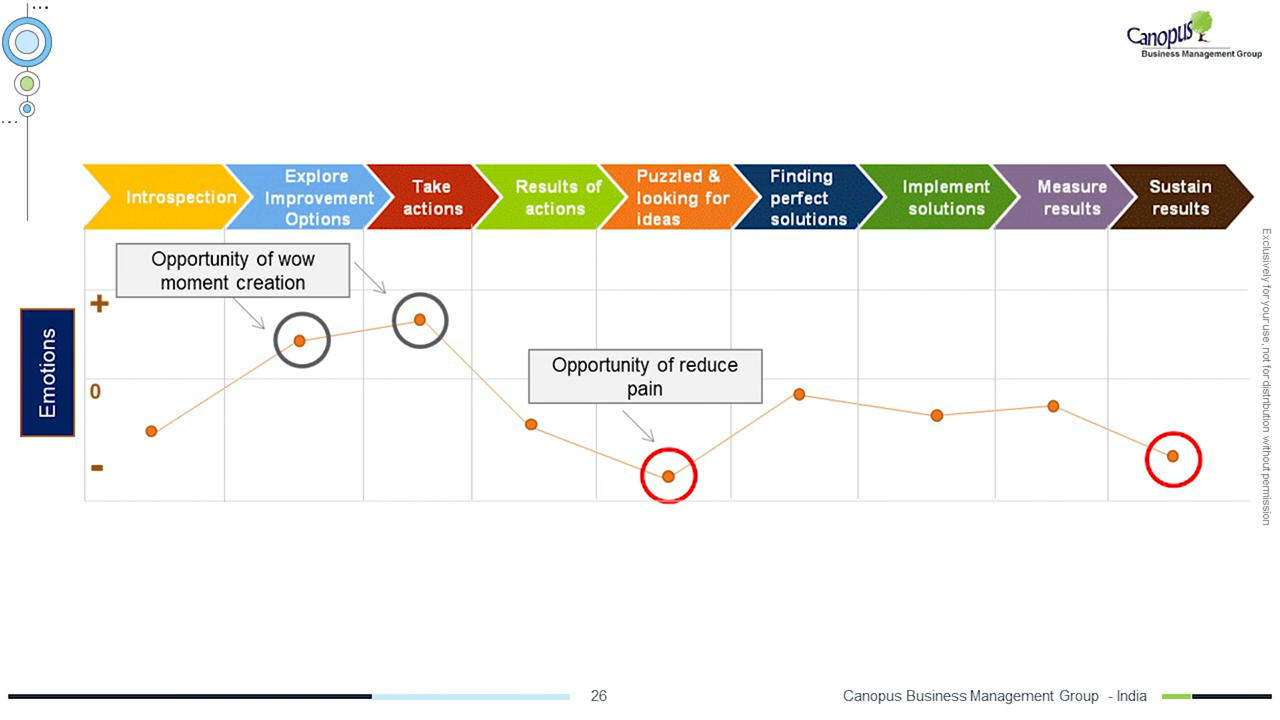 Canopus
Business Management Group
Introspection
Explore
Improvement
Options
Take
actions
Results of
actions
Puzzled &
looking for
ideas
Finding
perfect
solutions
Implement
solutions
Measure
results
Sustain
results
Opportunity of wow
moment creation
Opportunity of reduce
pain
Emotions
+
0
-
Exclusively for your use, not for distribution without permission
26
Canopus Business Management Group - India